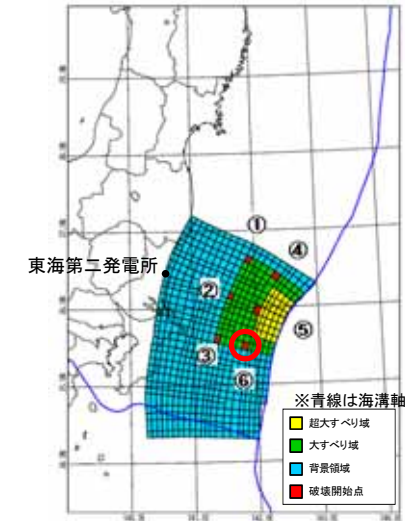 ①
④
東海第二発電所
②
⑤
③
⑥
※青線は海溝軸
超大すべり域
大すべり域
背景領域
破壊開始点